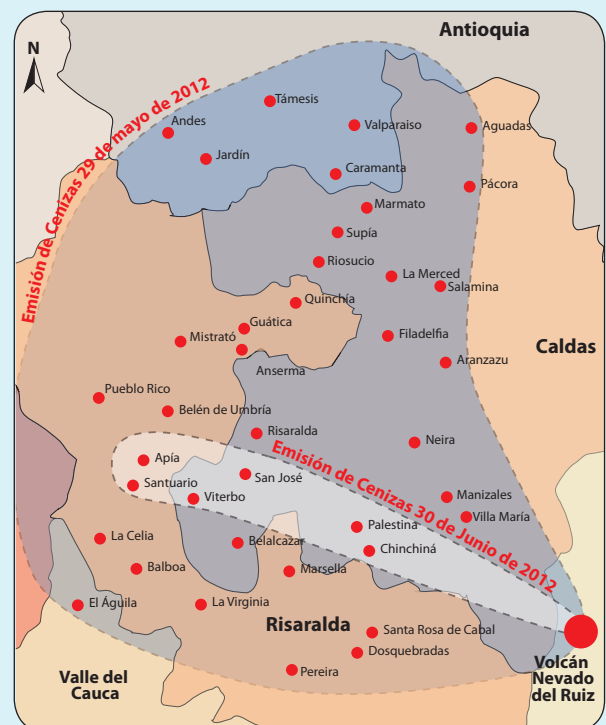 Antioquia
N
Emisión de Cenizas 29 de mayo de 2012
Támesis
Andes
Valparaiso
Aguadas
Jardín
Caramanta
Pácora
Marmato
Supía
Riosucio
La Merced
Salamina
Quinchía
Guática
Mistrató
Filadelfia
Caldas
Anserma
Aranzazu
Pueblo Rico
Belén de Umbría
Risaralda
Neira
Emisión de Cenizas 30 de Junio de 2012
Apía
Santuario
San José
Viterbo
Manizales
Villa María
Palestina
La Celia
Belalcazar
Chinchiná
Balboa
Marsella
El Águila
La Virginia
Risaralda
Santa Rosa de Cabal
Dosquebradas
Pereira
Valle del
Cauca
Volcán
Nevado
del Ruiz